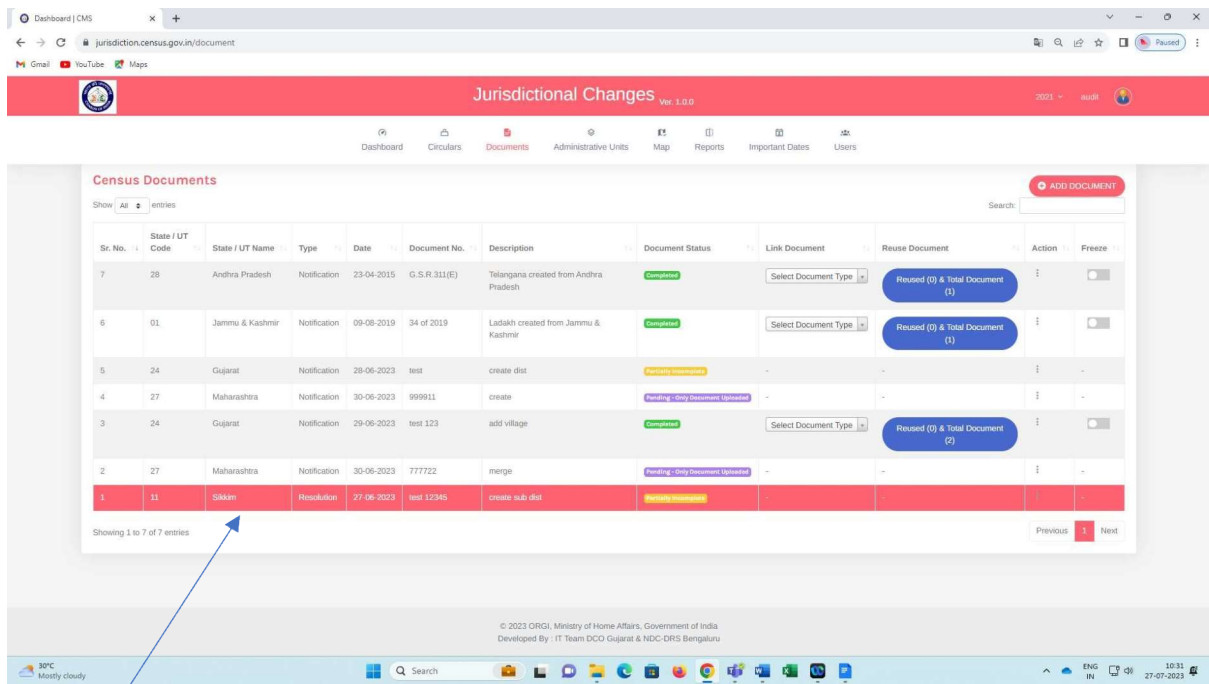 Dashboard | CMS
jurisdiction.census.gov.in/document
Paused
Gmail YouTube Maps
Jurisdictional Changes Ver. 1.0.0
2021 audit
Dashboard Circulars Documents Administrative Units Map Reports Important Dates Users
Census Documents
ADD DOCUMENT
Show All entries
Search:
Sr. No. State / UT Code State / UT Name Type Date Document No. Description Document Status Link Document Reuse Document Action Freeze
7 28 Andhra Pradesh Notification 23-04-2015 G.S.R.311(E) Telangana created from Andhra Pradesh Completed Select Document Type Reused (0) & Total Document (1)
6 01 Jammu & Kashmir Notification 09-08-2019 34 of 2019 Ladakh created from Jammu & Kashmir Completed Select Document Type Reused (0) & Total Document (1)
5 24 Gujarat Notification 28-06-2023 test create dist Partially Incomplete - - -
4 27 Maharashtra Notification 30-06-2023 999911 create Pending - Only Document Uploaded - - -
3 24 Gujarat Notification 29-06-2023 test 123 add village Completed Select Document Type Reused (0) & Total Document (2)
2 27 Maharashtra Notification 30-06-2023 777722 merge Pending - Only Document Uploaded - - -
1 11 Sikkim Resolution 27-06-2023 test 12345 create sub dist Partially Incomplete - - -
Showing 1 to 7 of 7 entries
Previous 1 Next
© 2023 ORGI, Ministry of Home Affairs, Government of India
Developed By : IT Team DCO Gujarat & NDC-DRS Bengaluru
30°C
Mostly cloudy
Search
ENG
IN
10:31
27-07-2023